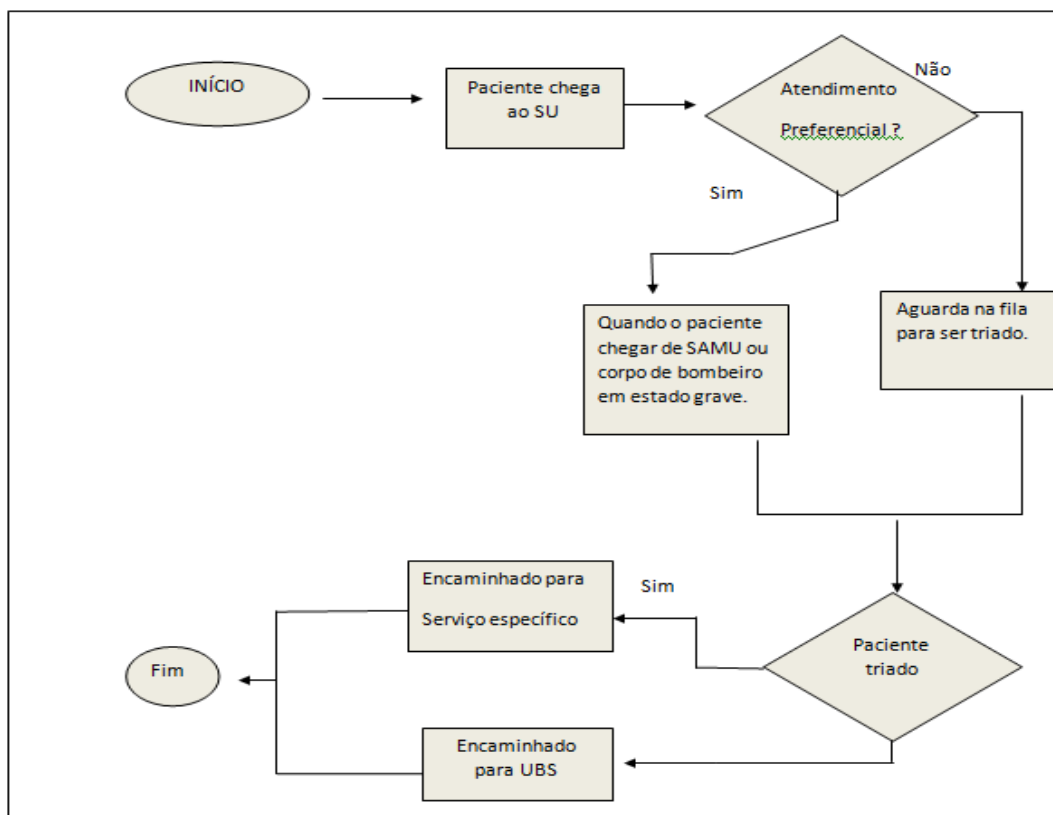 INÍCIO
Paciente chega
ao SU
Atendimento
Preferencial ?
Não
Sim
Quando o paciente
chegar de SAMU ou
corpo de bombeiro
em estado grave.
Aguarda na fila
para ser triado.
Paciente
triado
Sim
Encaminhado para
Serviço específico
Encaminhado
para UBS
Fim